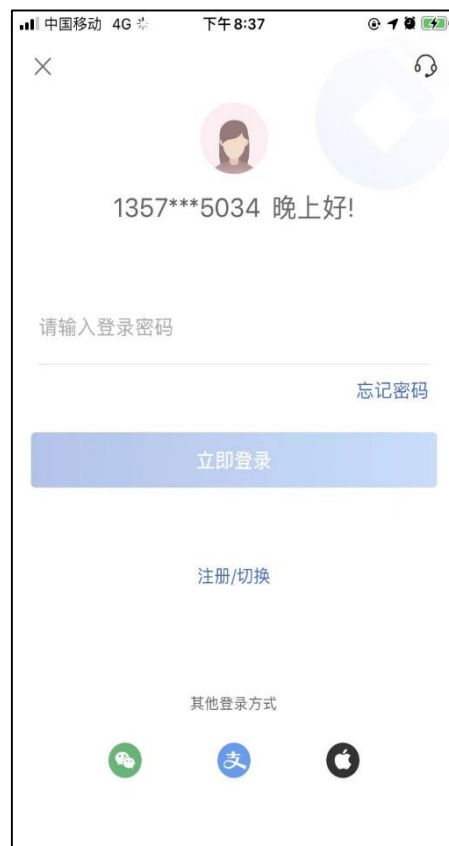 中国移动 4G 下午8:37
1357***5034 晚上好!
请输入登录密码
忘记密码
立即登录
注册/切换
其他登录方式
支